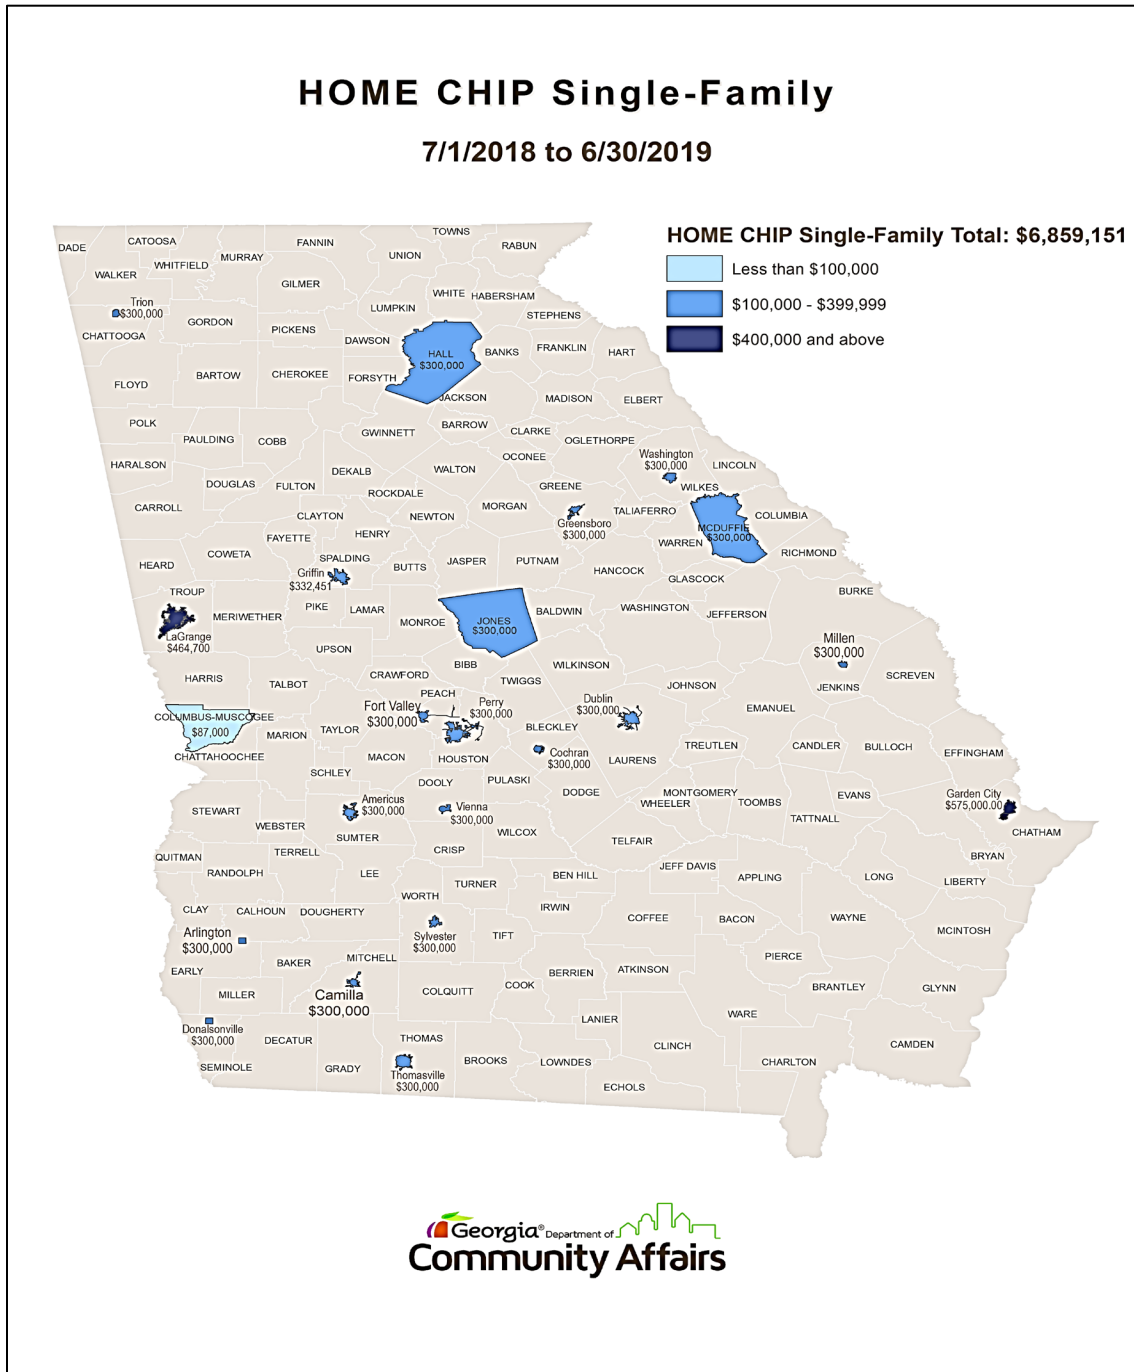 HOME CHIP Single-Family
7/1/2018 to 6/30/2019
HOME CHIP Single-Family Total: $6,859,151
Less than $100,000
$100,000 - $399,999
$400,000 and above
DADE
CATOOSA
WHITFIELD
MURRAY
FANNIN
UNION
TOWNS
RABUN
WALKER
GILMER
WHITE
HABERSHAM
LUMPKIN
STEPHENS
Trion
$300,000
CHATTOOGA
GORDON
PICKENS
DAWSON
HALL
$300,000
BANKS
FRANKLIN
HART
FLOYD
BARTOW
CHEROKEE
FORSYTH
JACKSON
MADISON
ELBERT
POLK
PAULDING
COBB
GWINNETT
BARROW
CLARKE
OGLETHORPE
OCONEE
HARALSON
DOUGLAS
FULTON
DEKALB
WALTON
Washington
$300,000
LINCOLN
WILKES
CARROLL
CLAYTON
ROCKDALE
NEWTON
MORGAN
GREENE
Greensboro
$300,000
TALIAFERRO
MCDUFFIE
$300,000
COLUMBIA
FAYETTE
HENRY
WARREN
RICHMOND
HEARD
COWETA
SPALDING
Griffin
$332,451
BUTTS
JASPER
PUTNAM
HANCOCK
GLASCOCK
BURKE
TROUP
LaGrange
$464,700
MERIWETHER
PIKE
LAMAR
MONROE
JONES
$300,000
BALDWIN
WASHINGTON
JEFFERSON
UPSON
Millen
$300,000
JENKINS
SCREVEN
HARRIS
TALBOT
CRAWFORD
BIBB
TWIGGS
WILKINSON
JOHNSON
EMANUEL
PEACH
Fort Valley
$300,000
Perry
$300,000
Dublin
$300,000
COLUMBUS-MUSCOGEE
$87,000
MARION
TAYLOR
BLECKLEY
CHATTAHOOCHEE
MACON
HOUSTON
Cochran
$300,000
LAURENS
TREUTLEN
CANDLER
BULLOCH
EFFINGHAM
SCHLEY
DOOLY
PULASKI
DODGE
MONTGOMERY
WHEELER
TOOMBS
EVANS
TATTNALL
Garden City
$575,000.00
CHATHAM
STEWART
WEBSTER
Americus
$300,000
SUMTER
Vienna
$300,000
WILCOX
TELFAIR
BRYAN
QUITMAN
RANDOLPH
TERRELL
LEE
CRISP
TURNER
BEN HILL
JEFF DAVIS
APPLING
LONG
LIBERTY
CLAY
CALHOUN
DOUGHERTY
WORTH
IRWIN
COFFEE
BACON
WAYNE
MCINTOSH
Arlington
$300,000
Sylvester
$300,000
TIFT
EARLY
BAKER
MITCHELL
BERRIEN
ATKINSON
PIERCE
BRANTLEY
GLYNN
MILLER
Camilla
$300,000
COLQUITT
COOK
LANIER
WARE
Donalsonville
$300,000
DECATUR
THOMAS
CLINCH
CAMDEN
SEMINOLE
GRADY
Thomasville
$300,000
BROOKS
LOWNDES
ECHOLS
CHARLTON
Georgia® Department of
Community Affairs